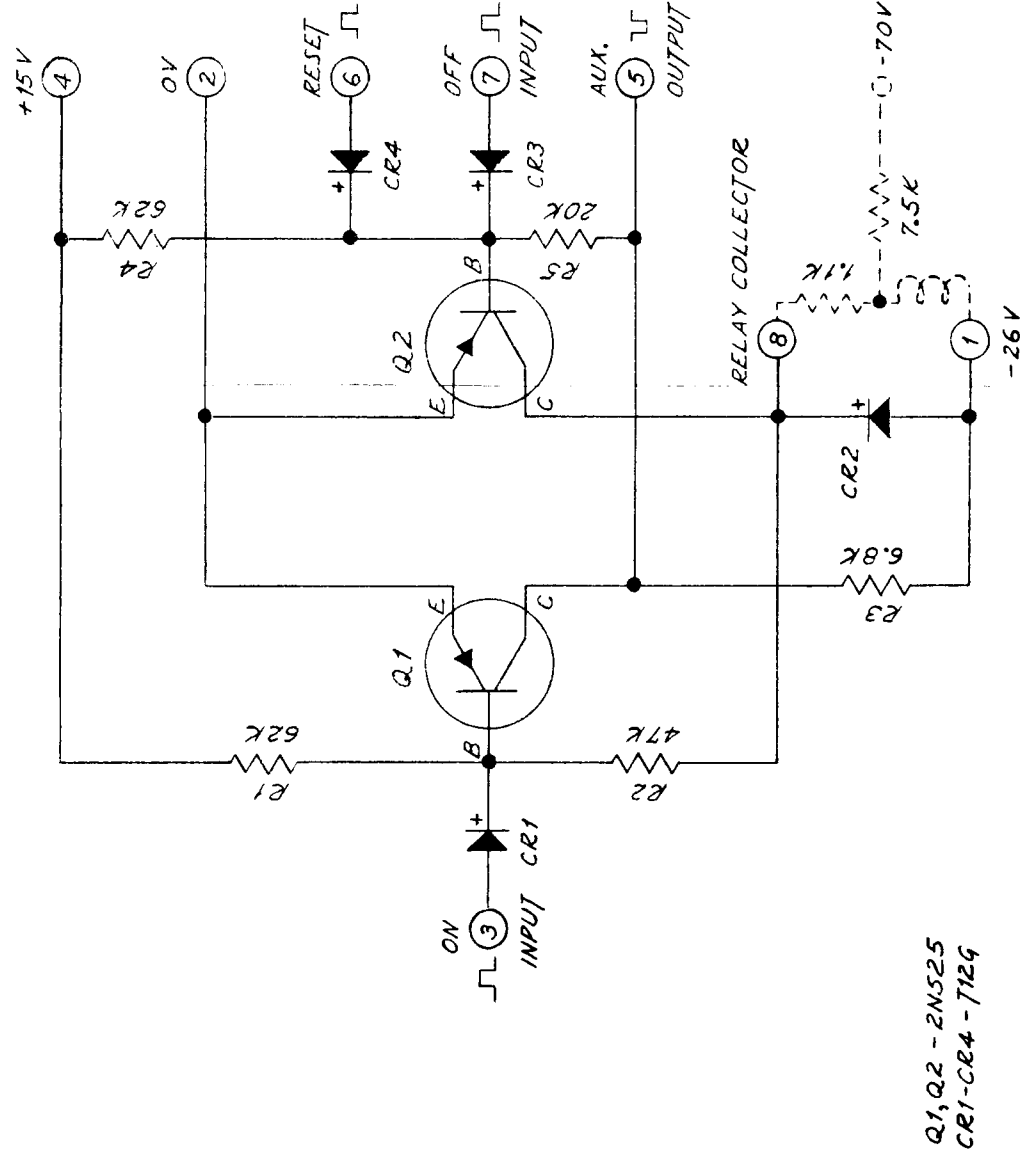 +15V
4
0V
2
RESET
6
OFF
7
INPUT
AUX.
5
OUTPUT
62K
R4
+
CR4
+
CR3
20K
R5
B
Q2
E
C
RELAY COLLECTOR
8
1.1K
7.5K
-70V
1
-26V
+
CR2
6.8K
R3
Q1
E
C
B
62K
R1
47K
R2
+
CR1
ON
3
INPUT
Q1, Q2 - 2N525
CR1-CR4 - T12G